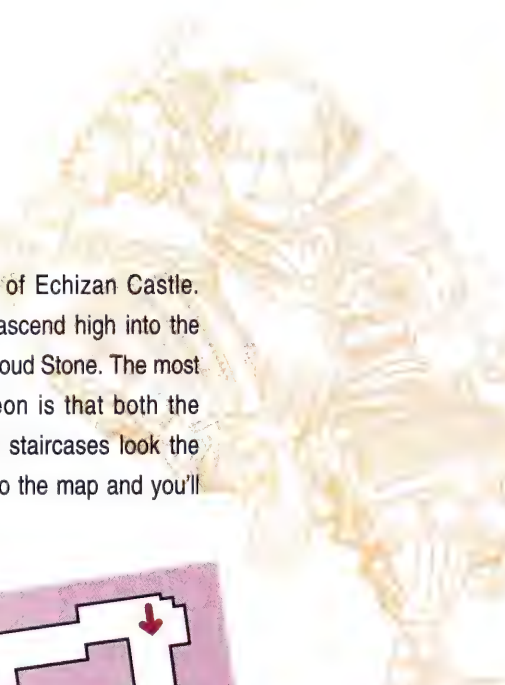 of Echizan Castle.
ascend high into the
oud Stone. The most
eon is that both the
staircases look the
o the map and you'll